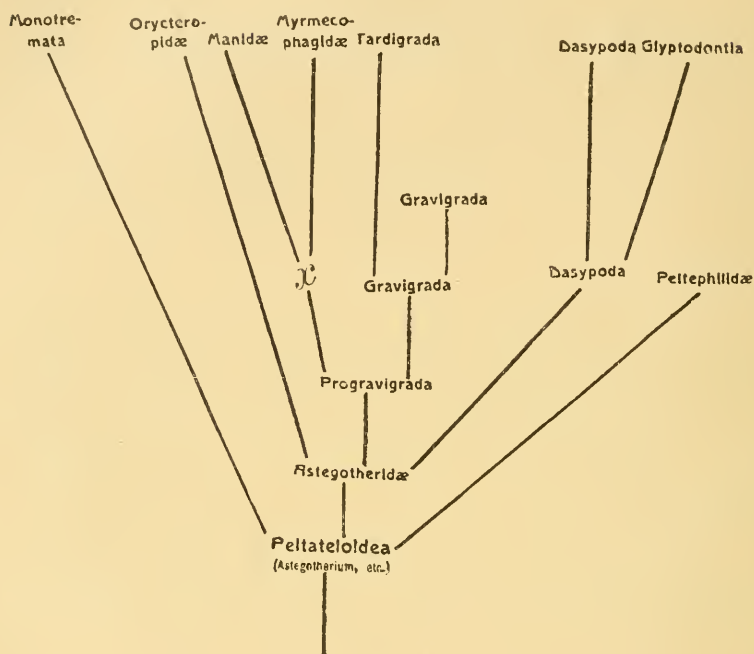 Monotre-
mata
Oryctero-
pidæ
Manidæ
Myrmeco-
phagidæ
Tardigrada
Dasypoda
Glyptodontia
Gravigrada
x
Gravigrada
Dasypoda
Peltephilidæ
Progravigrada
Astegotheridæ
Peltateloidea
(Astegotherium, etc.)